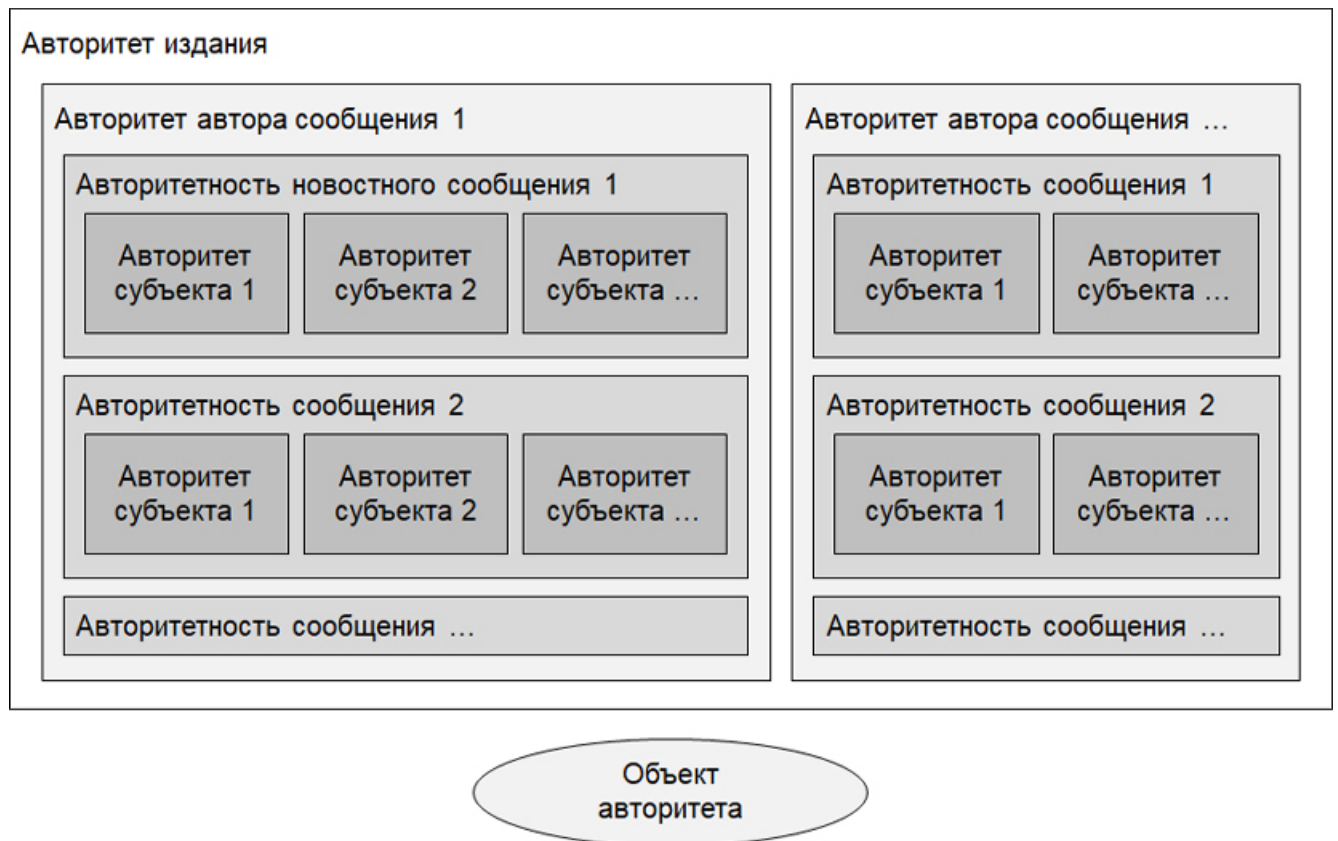 Авторитет издания
Авторитет автора сообщения 1
Авторитетность новостного сообщения 1
Авторитет
субъекта 1
Авторитет
субъекта 2
Авторитет
субъекта …
Авторитетность сообщения 2
Авторитет
субъекта 1
Авторитет
субъекта 2
Авторитет
субъекта …
Авторитетность сообщения …
Авторитет автора сообщения …
Авторитетность сообщения 1
Авторитет
субъекта 1
Авторитет
субъекта …
Авторитетность сообщения 2
Авторитет
субъекта 1
Авторитет
субъекта …
Авторитетность сообщения …
Объект
авторитета